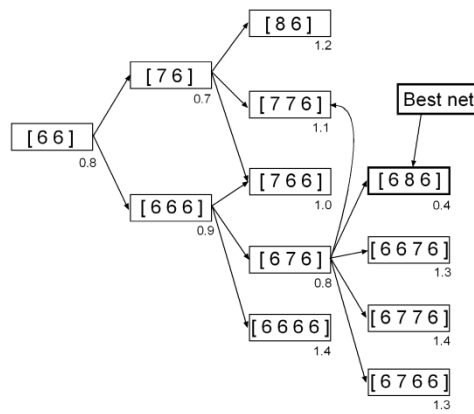 [ 6 6 ]
0.8
[ 7 6 ]
0.7
[ 6 6 6 ]
0.9
[ 8 6 ]
1.2
[ 7 7 6 ]
1.1
[ 7 6 6 ]
1.0
[ 6 7 6 ]
0.8
[ 6 6 6 6 ]
1.4
Best net
[ 6 8 6 ]
0.4
[ 6 6 7 6 ]
1.3
[ 6 7 7 6 ]
1.4
[ 6 7 6 6 ]
1.3